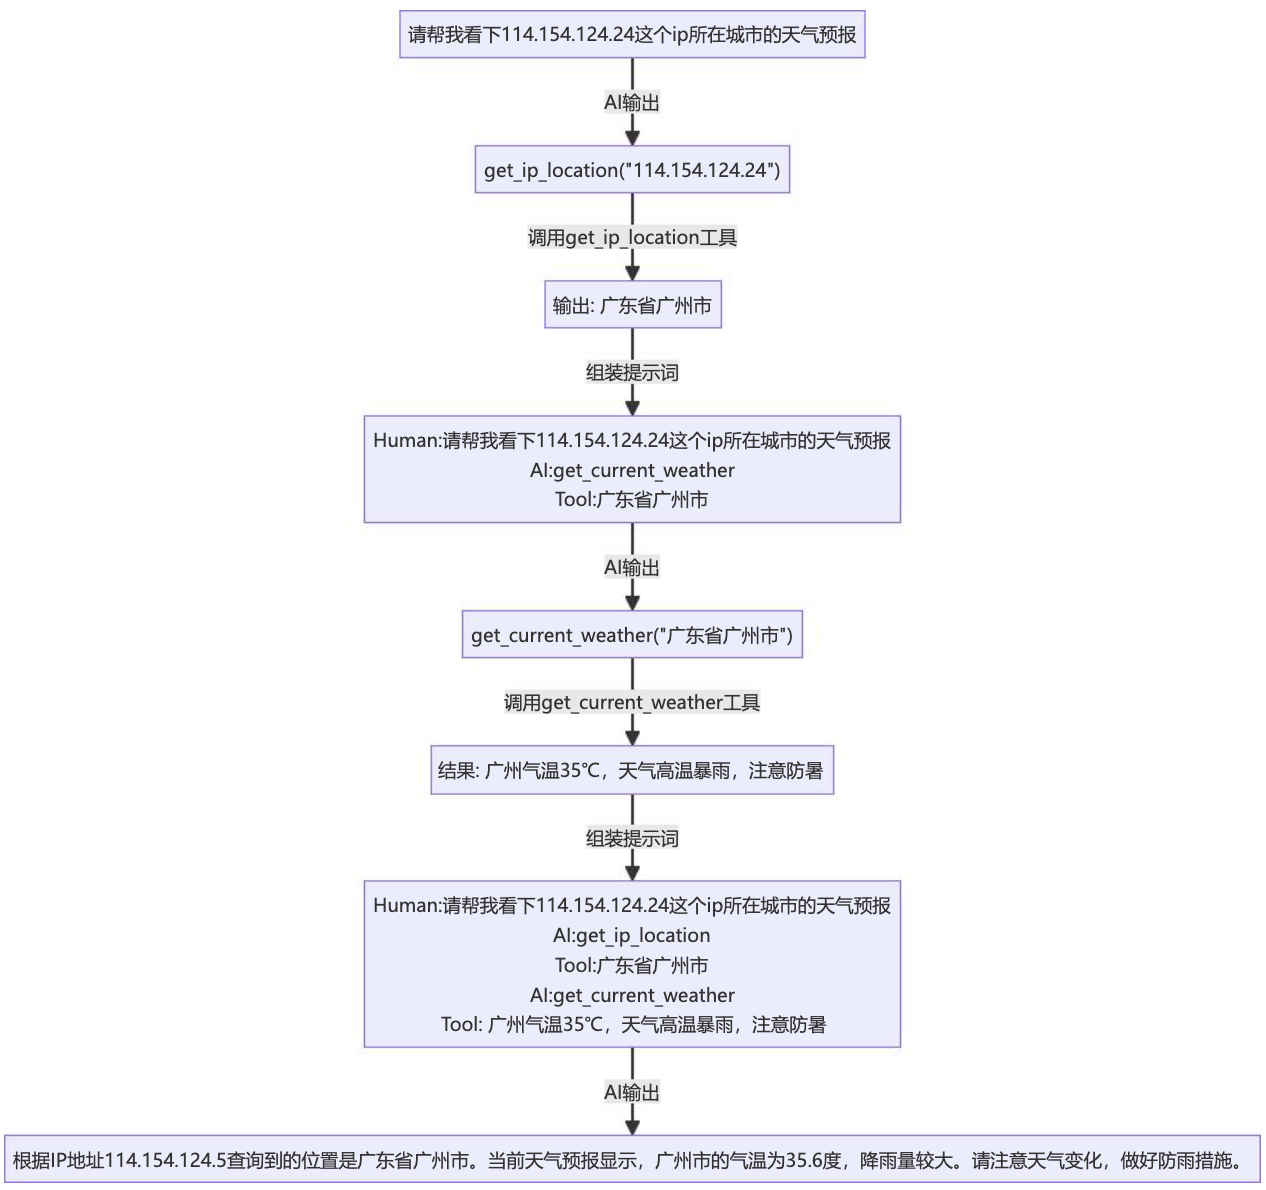 请帮我看下114.154.124.24这个ip所在城市的天气预报
AI输出
get_ip_location("114.154.124.24")
调用get_ip_location工具
输出: 广东省广州市
组装提示词
Human:请帮我看下114.154.124.24这个ip所在城市的天气预报
AI:get_current_weather
Tool:广东省广州市
AI输出
get_current_weather("广东省广州市")
调用get_current_weather工具
结果: 广州气温35℃，天气高温暴雨，注意防暑
组装提示词
Human:请帮我看下114.154.124.24这个ip所在城市的天气预报
AI:get_ip_location
Tool:广东省广州市
AI:get_current_weather
Tool: 广州气温35℃，天气高温暴雨，注意防暑
AI输出
根据IP地址114.154.124.5查询到的位置是广东省广州市。当前天气预报显示，广州市的气温为35.6度，降雨量较大。请注意天气变化，做好防雨措施。